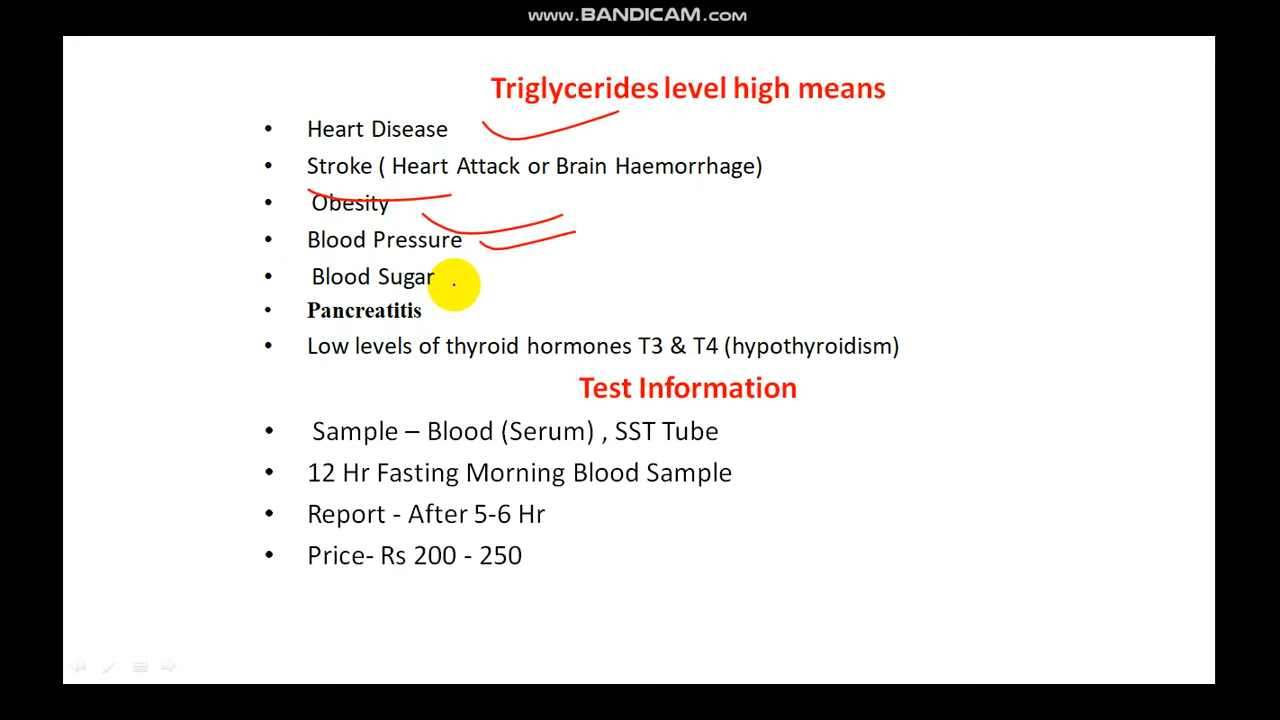 www.BANDICAM.com
Triglycerides level high means
• Heart Disease
• Stroke ( Heart Attack or Brain Haemorrhage)
• Obesity
• Blood Pressure
• Blood Sugar
• Pancreatitis
• Low levels of thyroid hormones T3 & T4 (hypothyroidism)
Test Information
• Sample – Blood (Serum) , SST Tube
• 12 Hr Fasting Morning Blood Sample
• Report - After 5-6 Hr
• Price- Rs 200 - 250